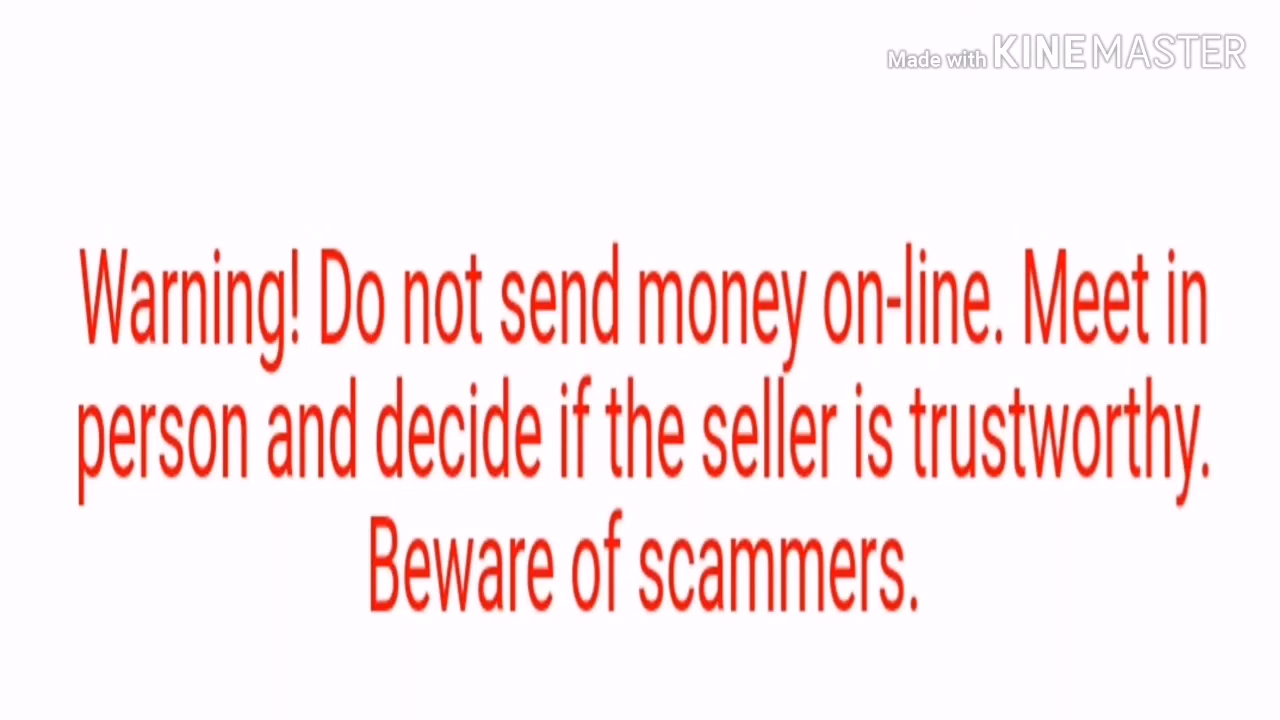 Made with KINEMASTER
Warning! Do not send money on-line. Meet in
person and decide if the seller is trustworthy.
Beware of scammers.